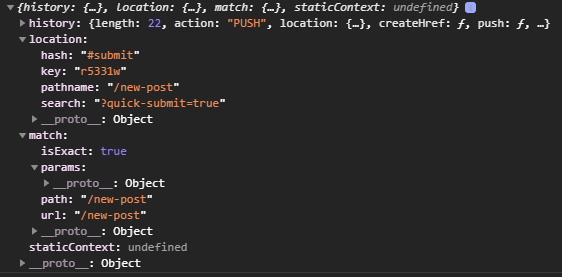 {history: {…}, location: {…}, match: {…}, staticContext: undefined} i
history: {length: 22, action: "PUSH", location: {…}, createHref: ƒ, push: ƒ, …}
location:
hash: "#submit"
key: "r5331w"
pathname: "/new-post"
search: "?quick-submit=true"
__proto__: Object
match:
isExact: true
params:
__proto__: Object
path: "/new-post"
url: "/new-post"
__proto__: Object
staticContext: undefined
__proto__: Object